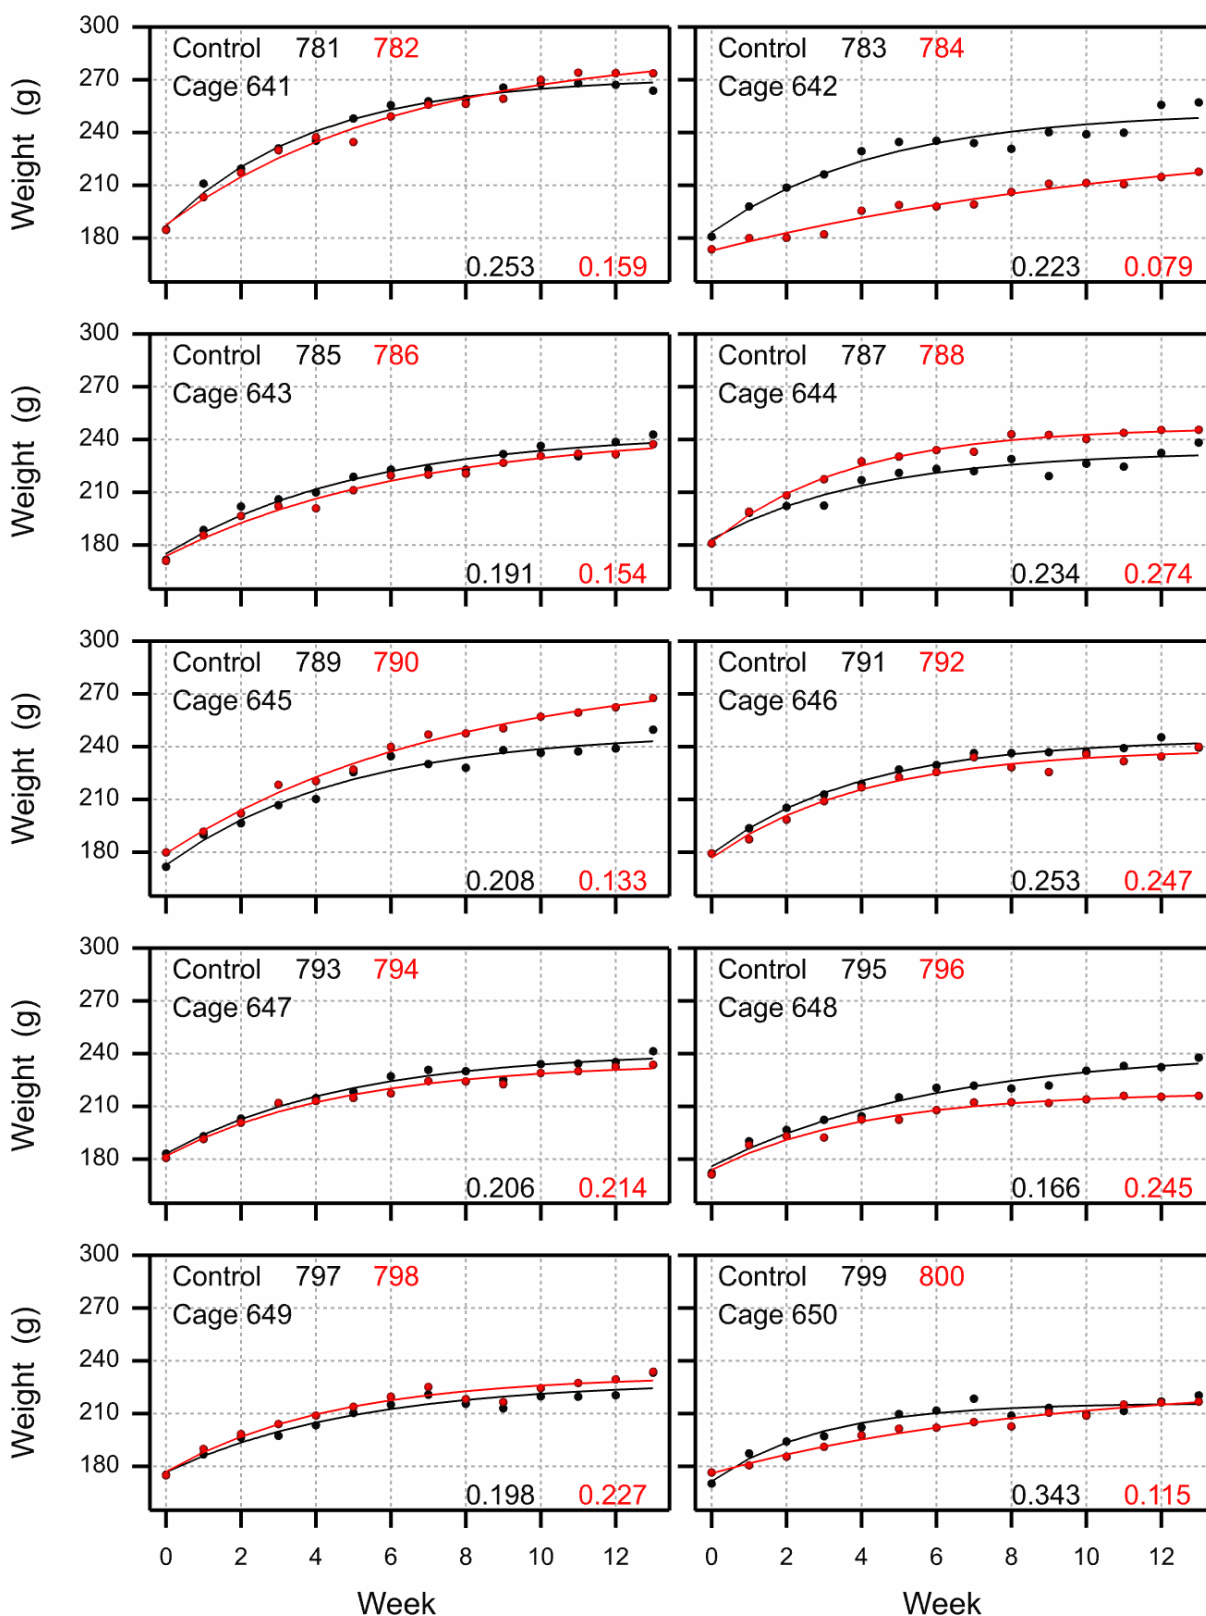 300
270
240
210
180
Weight (g)
Control 781 782
Cage 641
0.253 0.159
Control 783 784
Cage 642
0.223 0.079
300
270
240
210
180
Weight (g)
Control 785 786
Cage 643
0.191 0.154
Control 787 788
Cage 644
0.234 0.274
300
270
240
210
180
Weight (g)
Control 789 790
Cage 645
0.208 0.133
Control 791 792
Cage 646
0.253 0.247
300
270
240
210
180
Weight (g)
Control 793 794
Cage 647
0.206 0.214
Control 795 796
Cage 648
0.166 0.245
300
270
240
210
180
Weight (g)
Control 797 798
Cage 649
0.198 0.227
Control 799 800
Cage 650
0.343 0.115
0 2 4 6 8 10 12
0 2 4 6 8 10 12
Week
Week